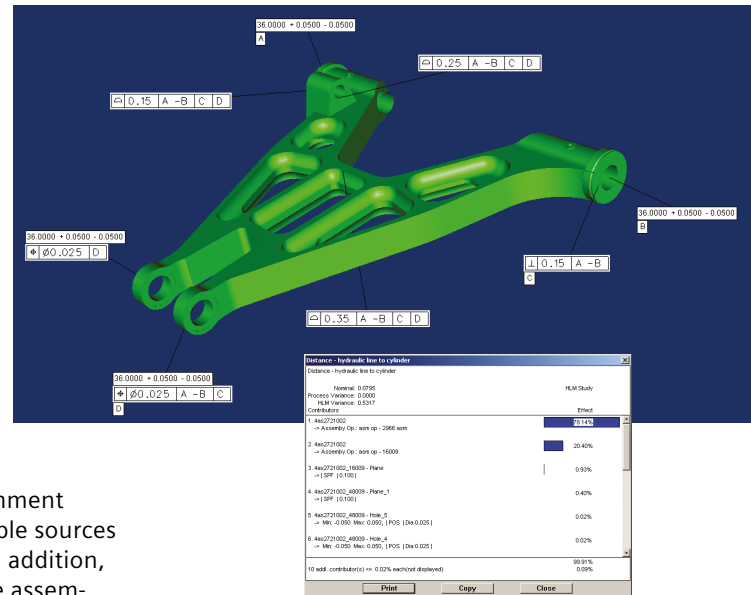 36.0000 + 0.0500 - 0.0500
A
⌓ 0.25 A -B C D
⌓ 0.15 A -B C D
36.0000 + 0.0500 - 0.0500
B
36.0000 + 0.0500 - 0.0500
⌖ Ø0.025 D
⟂ 0.15 A -B
C
⌓ 0.35 A -B C D
36.0000 + 0.0500 - 0.0500
⌖ Ø0.025 A -B C
D
Distance - hydraulic line to cylinder
Distance - hydraulic line to cylinder
Nominal: 0.0795 HLM Study
Process Variance: 0.0000
HLM Variance: 0.5317
Contributors Effect
1. 4as2721002 78.14%
-> Assemby Op.: asm op - 2966 asm
2. 4as2721002 20.40%
-> Assemby Op.: asm op - 16009
3. 4as2721002_16009 - Plane 0.93%
-> | SPF | 0.100 |
4. 4as2721002_48009 - Plane_1 0.40%
-> | SPF | 0.100 |
5. 4as2721002_48009 - Hole_5 0.02%
-> Min: -0.050 Max: 0.050, | POS | Dia 0.025 |
6. 4as2721002_48009 - Hole_4 0.02%
-> Min: -0.050 Max: 0.050, | POS | Dia 0.025 |
99.91%
10 addl. contributor(s) <= 0.02% each(not displayed) 0.09%
Print Copy Close
nment
ble sources
addition,
e assem-